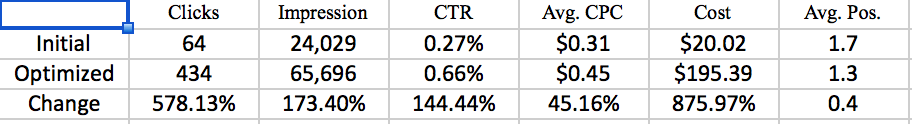 Clicks Impression CTR Avg. CPC Cost Avg. Pos.
Initial 64 24,029 0.27% $0.31 $20.02 1.7
Optimized 434 65,696 0.66% $0.45 $195.39 1.3
Change 578.13% 173.40% 144.44% 45.16% 875.97% 0.4